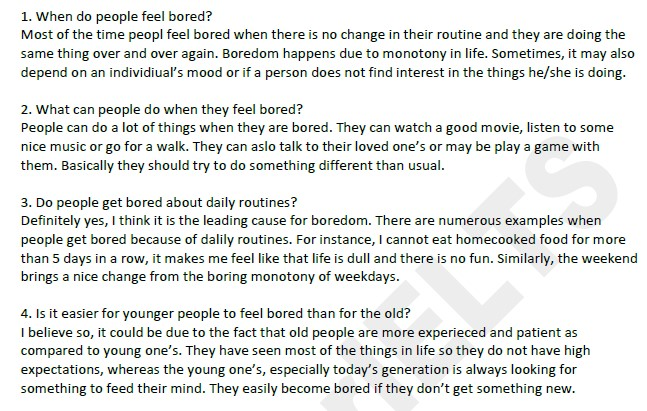 1. When do people feel bored?
Most of the time peopl feel bored when there is no change in their routine and they are doing the
same thing over and over again. Boredom happens due to monotony in life. Sometimes, it may also
depend on an individiual's mood or if a person does not find interest in the things he/she is doing.
2. What can people do when they feel bored?
People can do a lot of things when they are bored. They can watch a good movie, listen to some
nice music or go for a walk. They can aslo talk to their loved one's or may be play a game with
them. Basically they should try to do something different than usual.
3. Do people get bored about daily routines?
Definitely yes, I think it is the leading cause for boredom. There are numerous examples when
people get bored because of dalily routines. For instance, I cannot eat homecooked food for more
than 5 days in a row, it makes me feel like that life is dull and there is no fun. Similarly, the weekend
brings a nice change from the boring monotony of weekdays.
4. Is it easier for younger people to feel bored than for the old?
I believe so, it could be due to the fact that old people are more experieced and patient as
compared to young one's. They have seen most of the things in life so they do not have high
expectations, whereas the young one's, especially today's generation is always looking for
something to feed their mind. They easily become bored if they don't get something new.